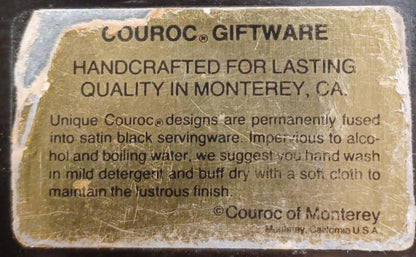 COUROC® GIFTWARE
HANDCRAFTED FOR LASTING
QUALITY IN MONTEREY, CA.
Unique Couroc® designs are permanently fused
into satin black servingware. Impervious to alco-
hol and boiling water, we suggest you hand wash
in mild detergent and buff dry with a soft cloth to
maintain the lustrous finish.
©Couroc of Monterey
Monterey, California U.S.A.